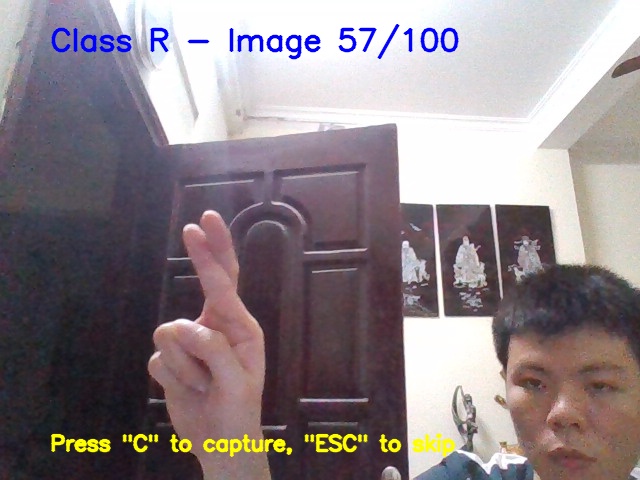 Class R - Image 57/100
Press "C" to capture, "ESC" to skip